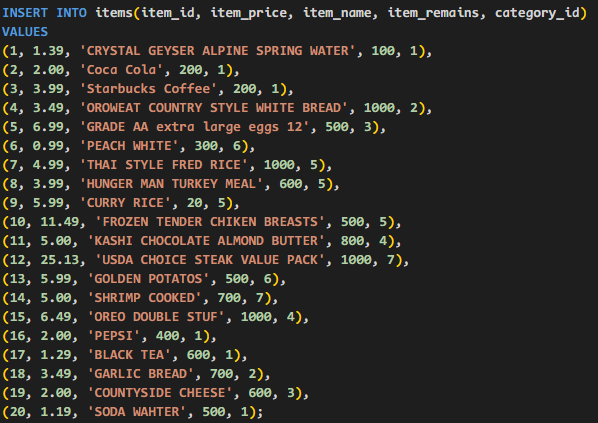 INSERT INTO items(item_id, item_price, item_name, item_remains, category_id)
VALUES
(1, 1.39, 'CRYSTAL GEYSER ALPINE SPRING WATER', 100, 1),
(2, 2.00, 'Coca Cola', 200, 1),
(3, 3.99, 'Starbucks Coffee', 200, 1),
(4, 3.49, 'OROWEAT COUNTRY STYLE WHITE BREAD', 1000, 2),
(5, 6.99, 'GRADE AA extra large eggs 12', 500, 3),
(6, 0.99, 'PEACH WHITE', 300, 6),
(7, 4.99, 'THAI STYLE FRED RICE', 1000, 5),
(8, 3.99, 'HUNGER MAN TURKEY MEAL', 600, 5),
(9, 5.99, 'CURRY RICE', 20, 5),
(10, 11.49, 'FROZEN TENDER CHIKEN BREASTS', 500, 5),
(11, 5.00, 'KASHI CHOCOLATE ALMOND BUTTER', 800, 4),
(12, 25.13, 'USDA CHOICE STEAK VALUE PACK', 1000, 7),
(13, 5.99, 'GOLDEN POTATOS', 500, 6),
(14, 5.00, 'SHRIMP COOKED', 700, 7),
(15, 6.49, 'OREO DOUBLE STUF', 1000, 4),
(16, 2.00, 'PEPSI', 400, 1),
(17, 1.29, 'BLACK TEA', 600, 1),
(18, 3.49, 'GARLIC BREAD', 700, 2),
(19, 2.00, 'COUNTYSIDE CHEESE', 600, 3),
(20, 1.19, 'SODA WAHTER', 500, 1);